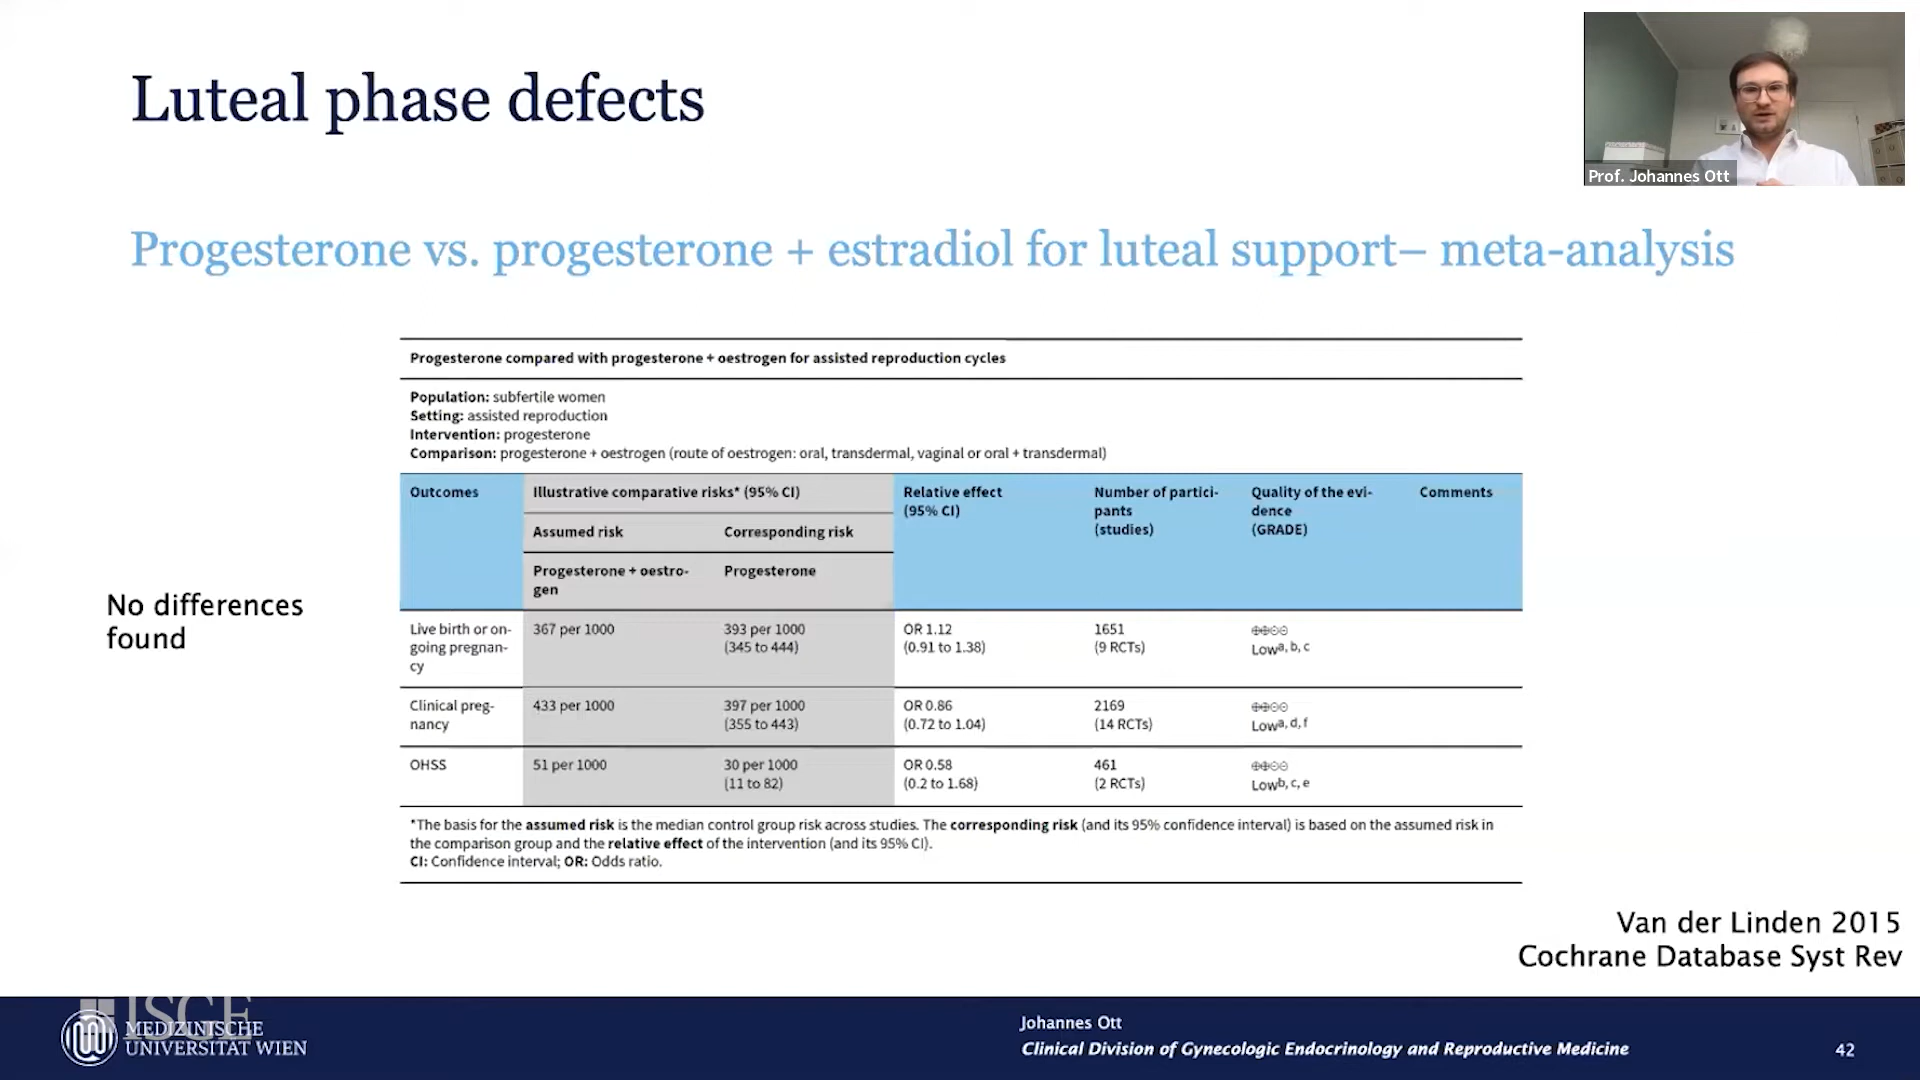 Luteal phase defects
Prof. Johannes Ott
Progesterone vs. progesterone + estradiol for luteal support– meta-analysis
Progesterone compared with progesterone + oestrogen for assisted reproduction cycles
Population: subfertile women
Setting: assisted reproduction
Intervention: progesterone
Comparison: progesterone + oestrogen (route of oestrogen: oral, transdermal, vaginal or oral + transdermal)
Outcomes
Illustrative comparative risks* (95% CI)
Assumed risk
Corresponding risk
Progesterone + oestro-
gen
Progesterone
Relative effect
(95% CI)
Number of partici-
pants
(studies)
Quality of the evi-
dence
(GRADE)
Comments
No differences
found
Live birth or on-
going pregnan-
cy
367 per 1000
393 per 1000
(345 to 444)
OR 1.12
(0.91 to 1.38)
1651
(9 RCTs)
⊕⊕⊝⊝
Lowa, b, c
Clinical preg-
nancy
433 per 1000
397 per 1000
(355 to 443)
OR 0.86
(0.72 to 1.04)
2169
(14 RCTs)
⊕⊕⊝⊝
Lowa, d, f
OHSS
51 per 1000
30 per 1000
(11 to 82)
OR 0.58
(0.2 to 1.68)
461
(2 RCTs)
⊕⊕⊝⊝
Lowb, c, e
*The basis for the assumed risk is the median control group risk across studies. The corresponding risk (and its 95% confidence interval) is based on the assumed risk in
the comparison group and the relative effect of the intervention (and its 95% CI).
CI: Confidence interval; OR: Odds ratio.
Van der Linden 2015
Cochrane Database Syst Rev
ISGE
MEDIZINISCHE
UNIVERSITÄT WIEN
Johannes Ott
Clinical Division of Gynecologic Endocrinology and Reproductive Medicine
42